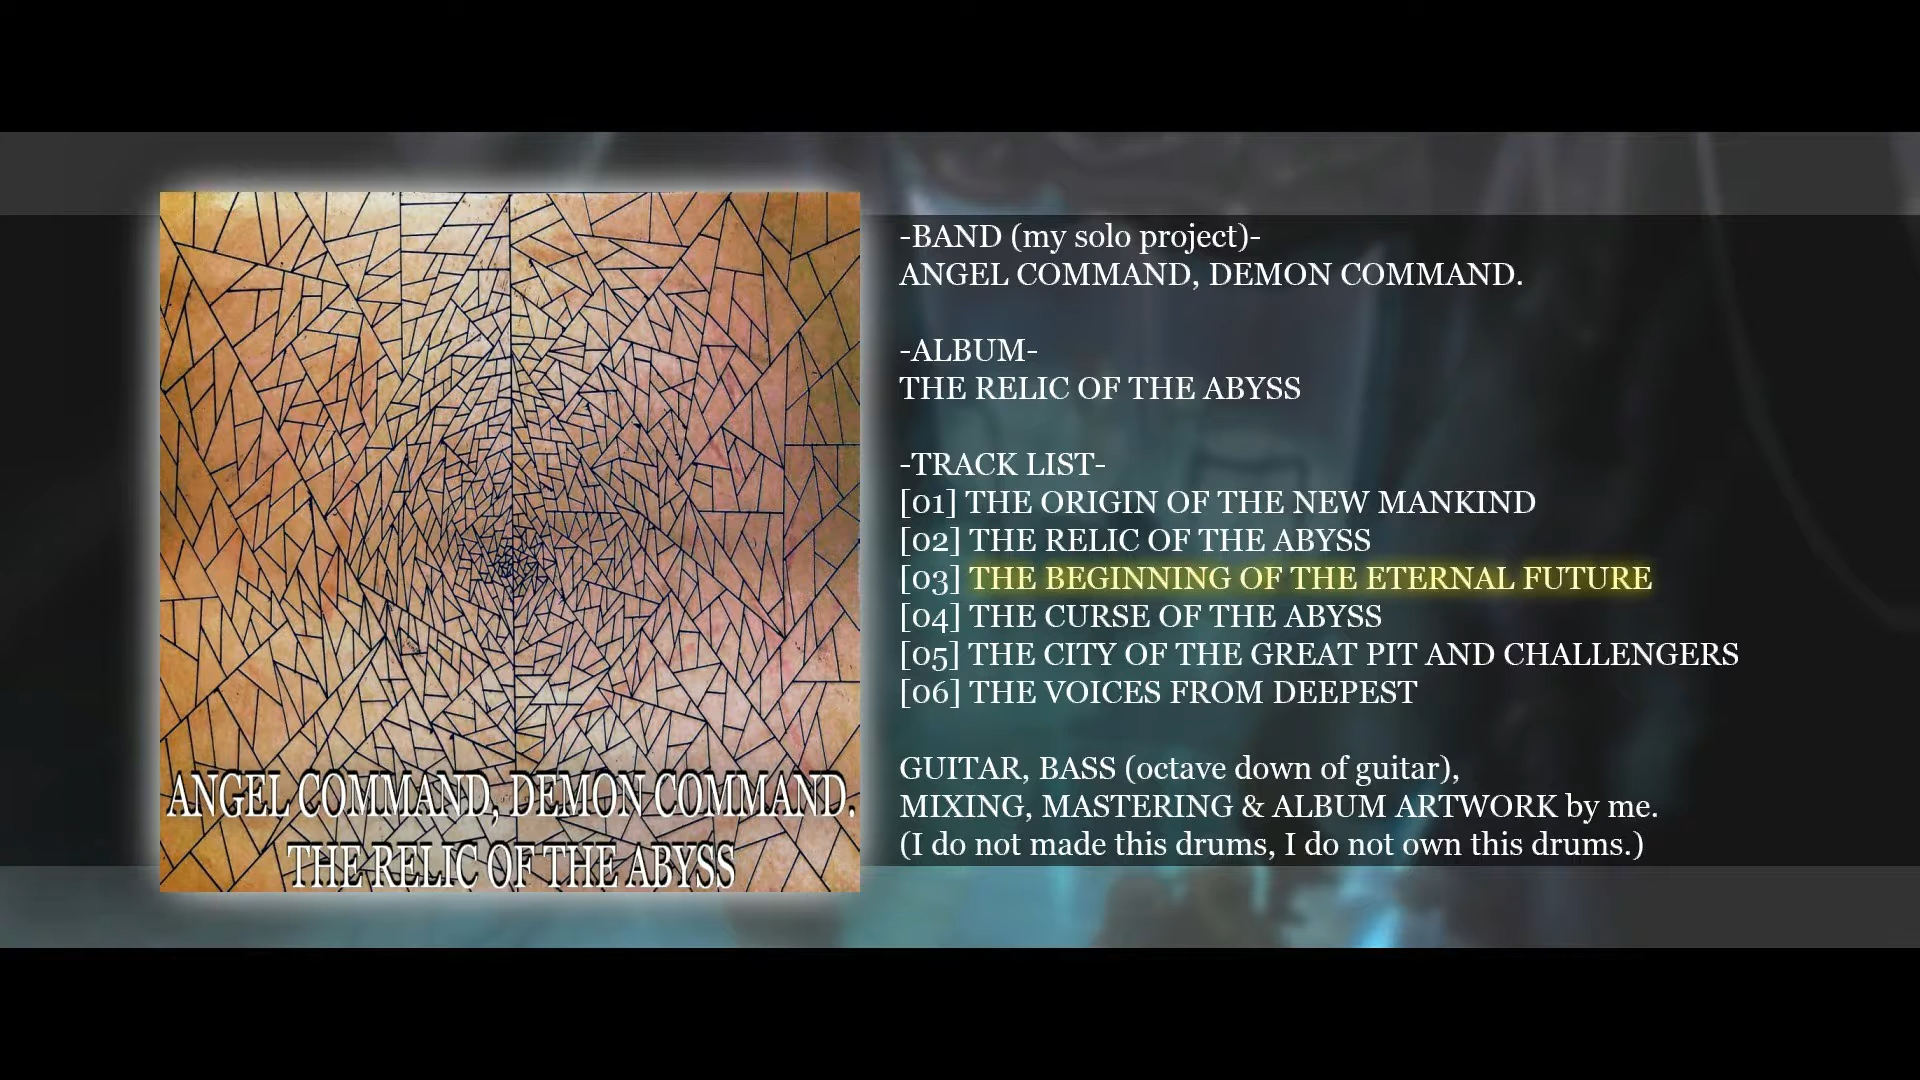 ANGEL COMMAND, DEMON COMMAND.
THE RELIC OF THE ABYSS
-BAND (my solo project)-
ANGEL COMMAND, DEMON COMMAND.
-ALBUM-
THE RELIC OF THE ABYSS
-TRACK LIST-
[01] THE ORIGIN OF THE NEW MANKIND
[02] THE RELIC OF THE ABYSS
[03] THE BEGINNING OF THE ETERNAL FUTURE
[04] THE CURSE OF THE ABYSS
[05] THE CITY OF THE GREAT PIT AND CHALLENGERS
[06] THE VOICES FROM DEEPEST
GUITAR, BASS (octave down of guitar),
MIXING, MASTERING & ALBUM ARTWORK by me.
(I do not made this drums, I do not own this drums.)